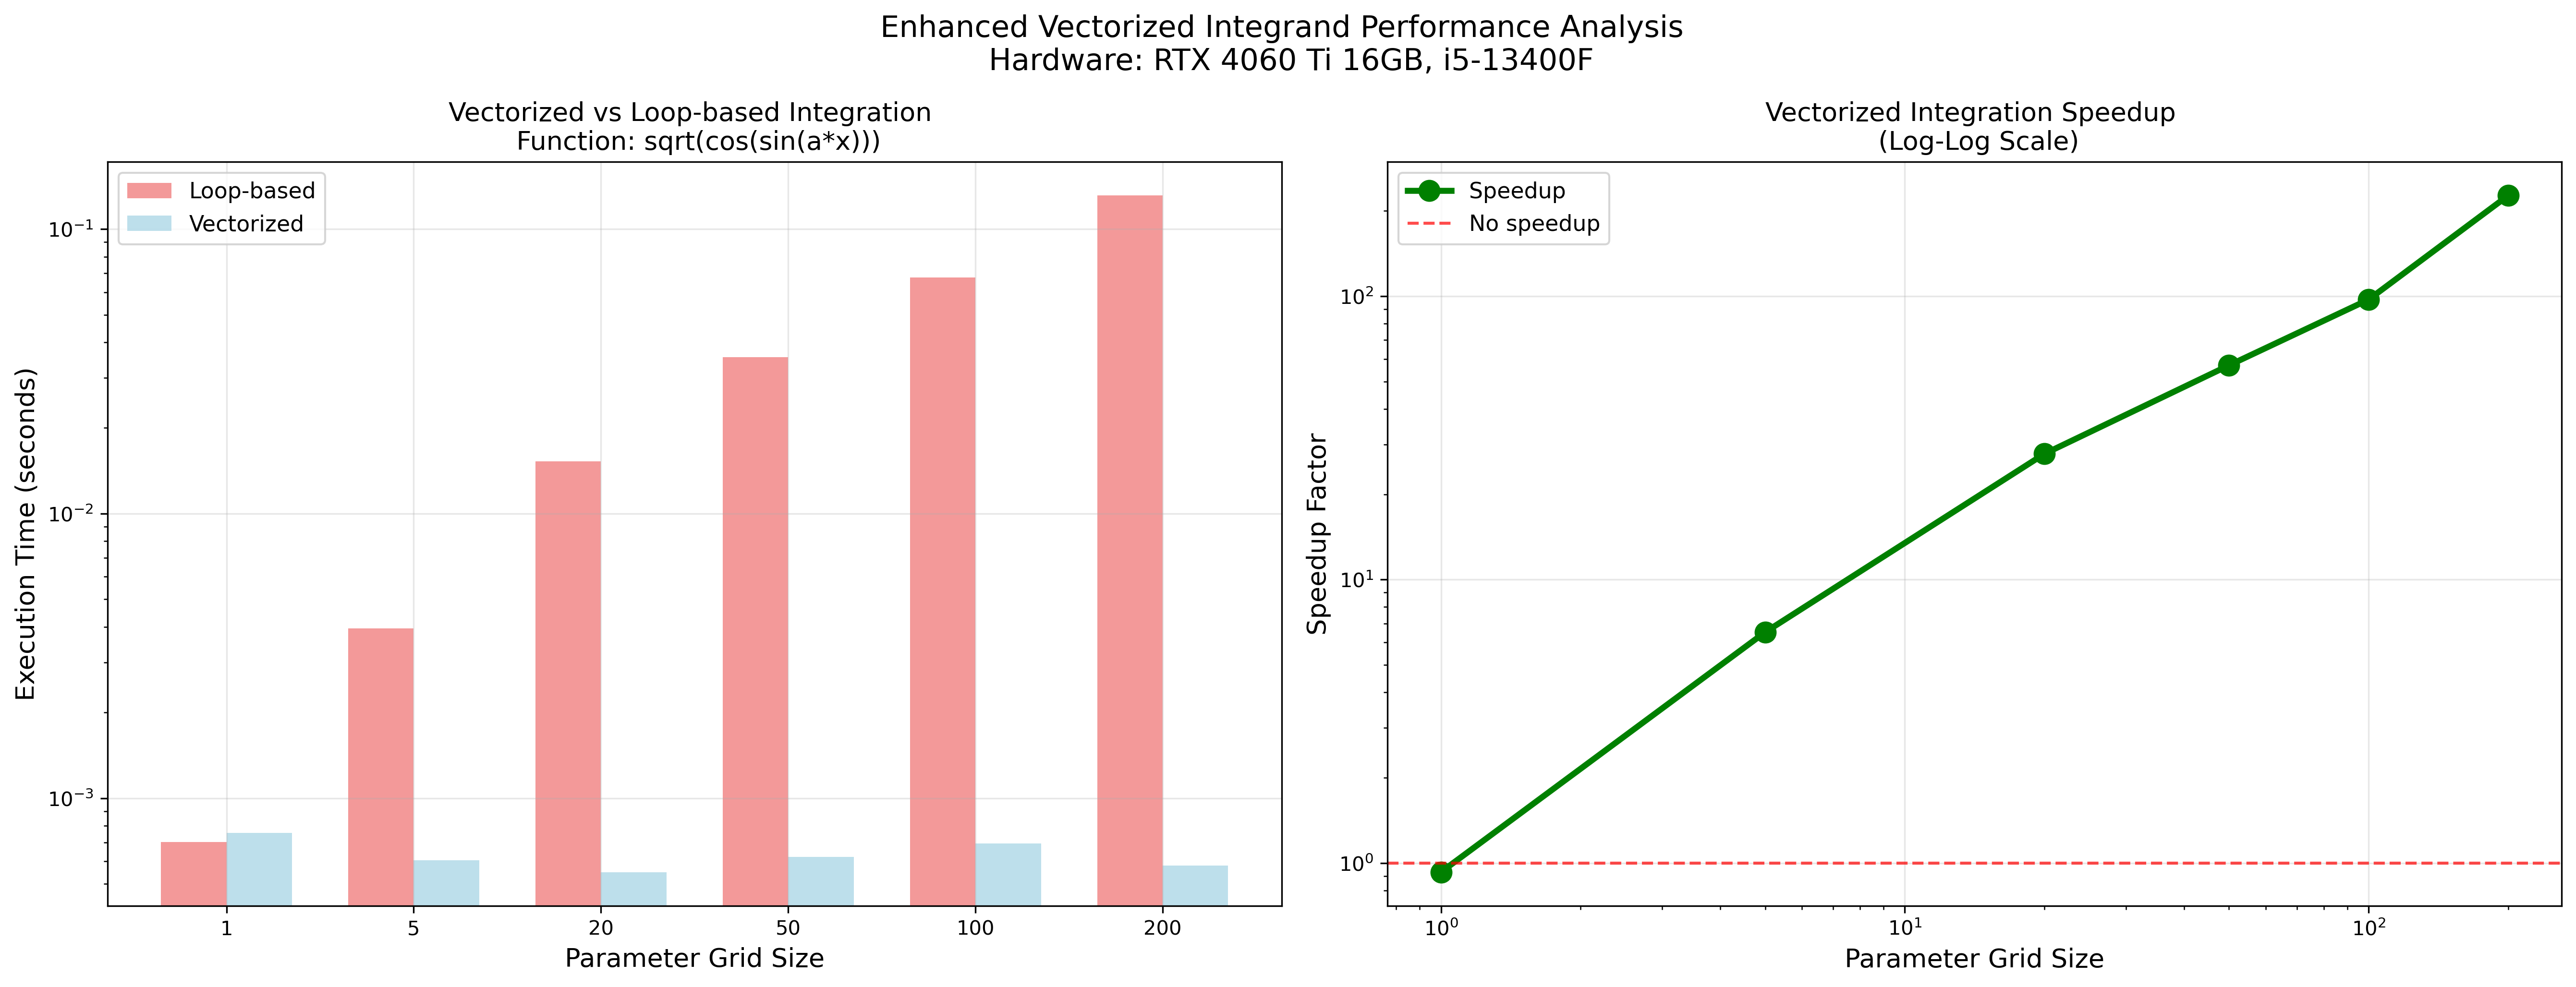 Enhanced Vectorized Integrand Performance Analysis
Hardware: RTX 4060 Ti 16GB, i5-13400F
Vectorized vs Loop-based Integration
Function: sqrt(cos(sin(a*x)))
Loop-based
Vectorized
10⁻¹
10⁻²
10⁻³
Execution Time (seconds)
1 5 20 50 100 200
Parameter Grid Size
Vectorized Integration Speedup
(Log-Log Scale)
Speedup
No speedup
10²
10¹
10⁰
Speedup Factor
10⁰ 10¹ 10²
Parameter Grid Size